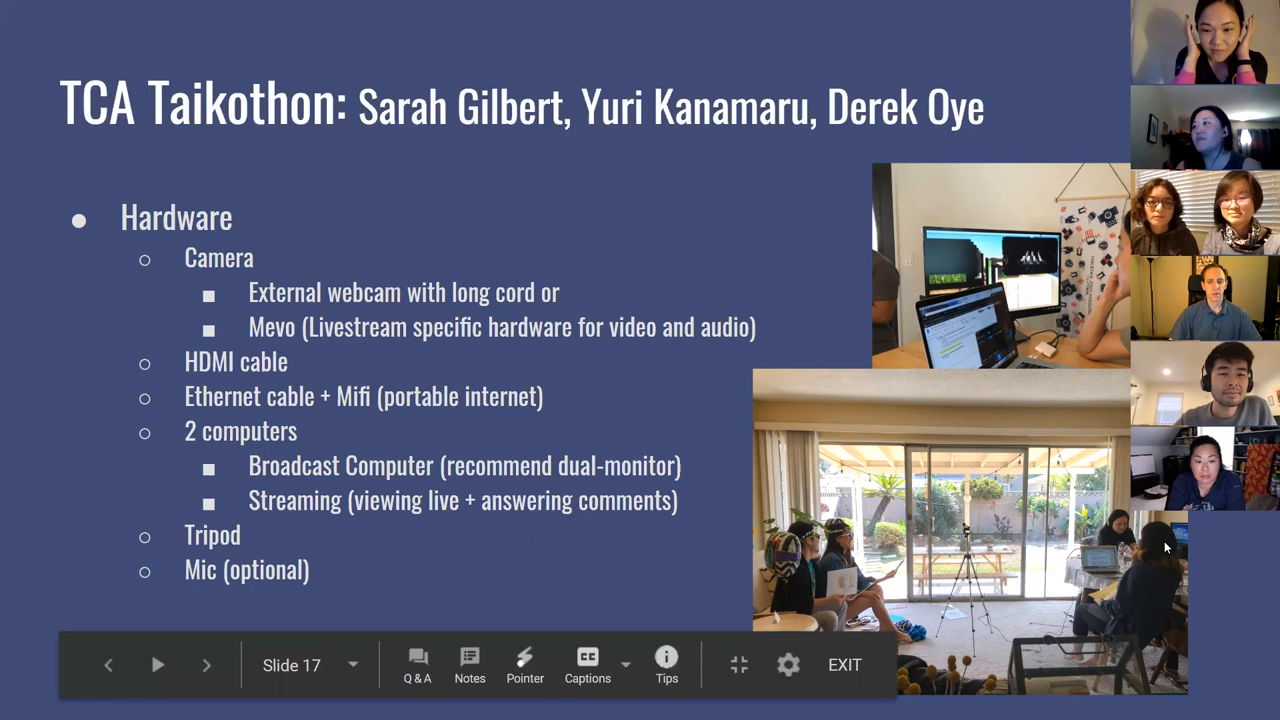 TCA Taikothon: Sarah Gilbert, Yuri Kanamaru, Derek Oye
● Hardware
○ Camera
■ External webcam with long cord or
■ Mevo (Livestream specific hardware for video and audio)
○ HDMI cable
○ Ethernet cable + Mifi (portable internet)
○ 2 computers
■ Broadcast Computer (recommend dual-monitor)
■ Streaming (viewing live + answering comments)
○ Tripod
○ Mic (optional)
Slide 17
Q & A
Notes
Pointer
CC
Captions
Tips
EXIT